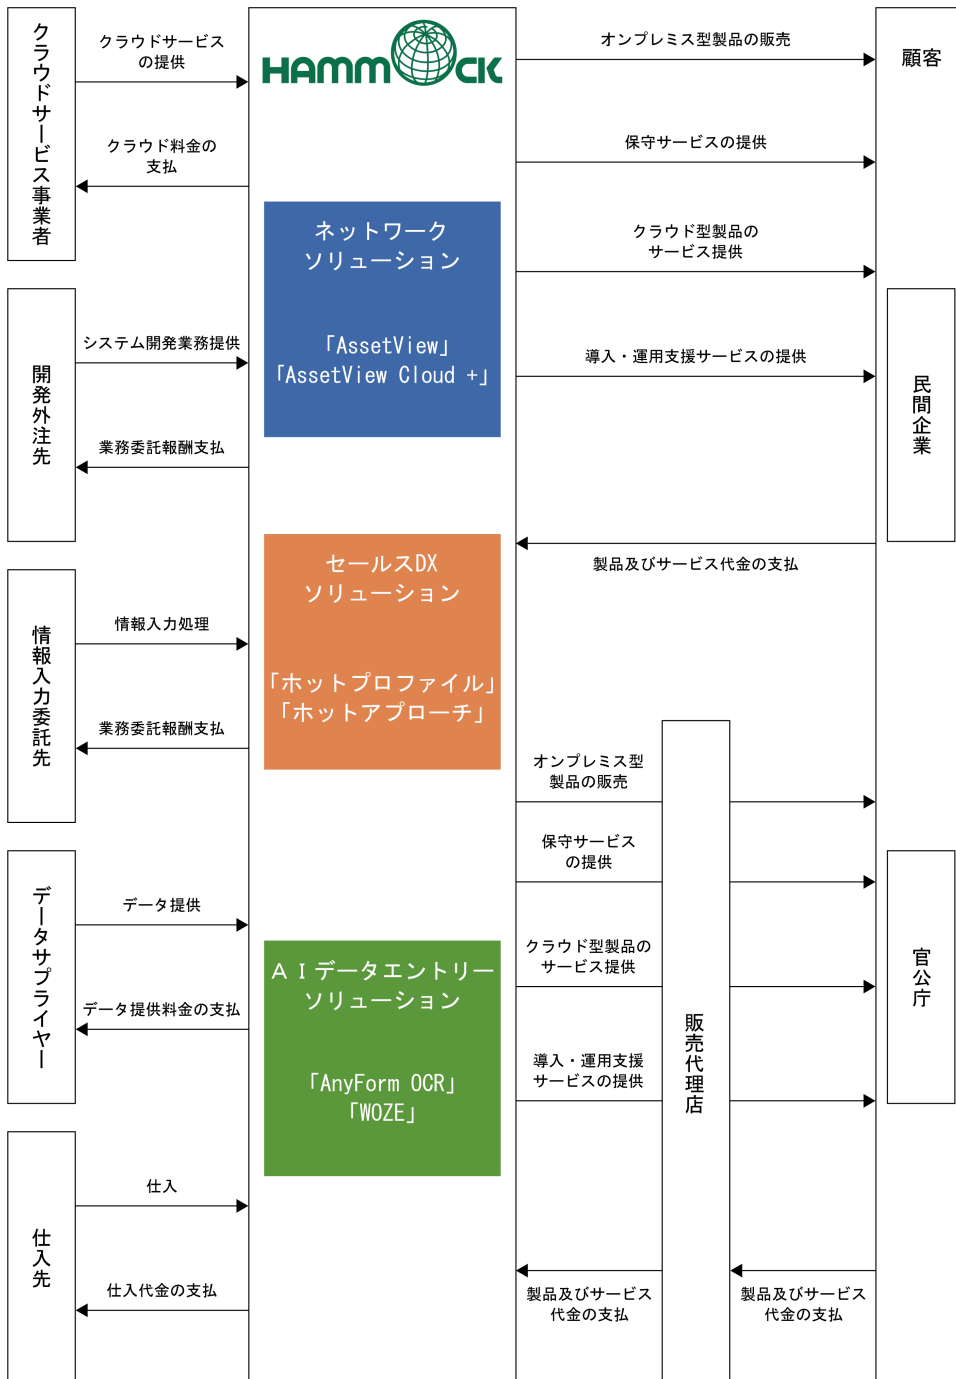 クラウドサービス事業者
クラウドサービス
の提供
クラウド料金の
支払
開発外注先
システム開発業務提供
業務委託報酬支払
情報入力委託先
情報入力処理
業務委託報酬支払
データサプライヤー
データ提供
データ提供料金の支払
仕入先
仕入
仕入代金の支払
HAMMOCK
ネットワーク
ソリューション
「AssetView」
「AssetView Cloud +」
セールスDX
ソリューション
「ホットプロファイル」
「ホットアプローチ」
AIデータエントリー
ソリューション
「AnyForm OCR」
「WOZE」
オンプレミス型製品の販売
保守サービスの提供
クラウド型製品の
サービス提供
導入・運用支援サービスの提供
製品及びサービス代金の支払
オンプレミス型
製品の販売
保守サービス
の提供
クラウド型製品の
サービス提供
導入・運用支援
サービスの提供
製品及びサービス
代金の支払
販売代理店
製品及びサービス
代金の支払
顧客
民間企業
官公庁